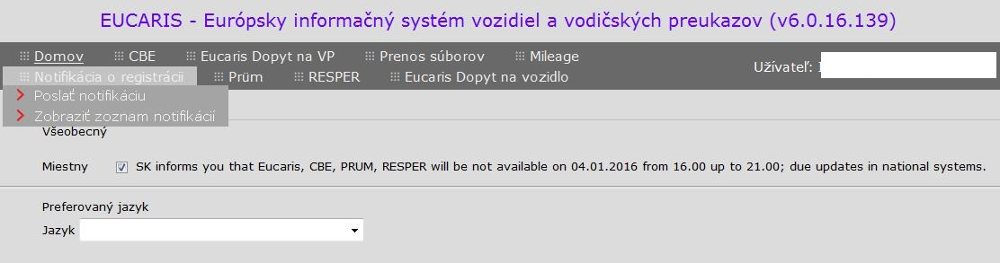 EUCARIS - Európsky informačný systém vozidiel a vodičských preukazov (v6.0.16.139)
Domov CBE Eucaris Dopyt na VP Prenos súborov Mileage
Užívateľ:
Notifikácia o registrácii Prüm RESPER Eucaris Dopyt na vozidlo
Poslať notifikáciu
Zobraziť zoznam notifikácií
Všeobecný
Miestny SK informs you that Eucaris, CBE, PRUM, RESPER will be not available on 04.01.2016 from 16.00 up to 21.00; due updates in national systems.
Preferovaný jazyk
Jazyk